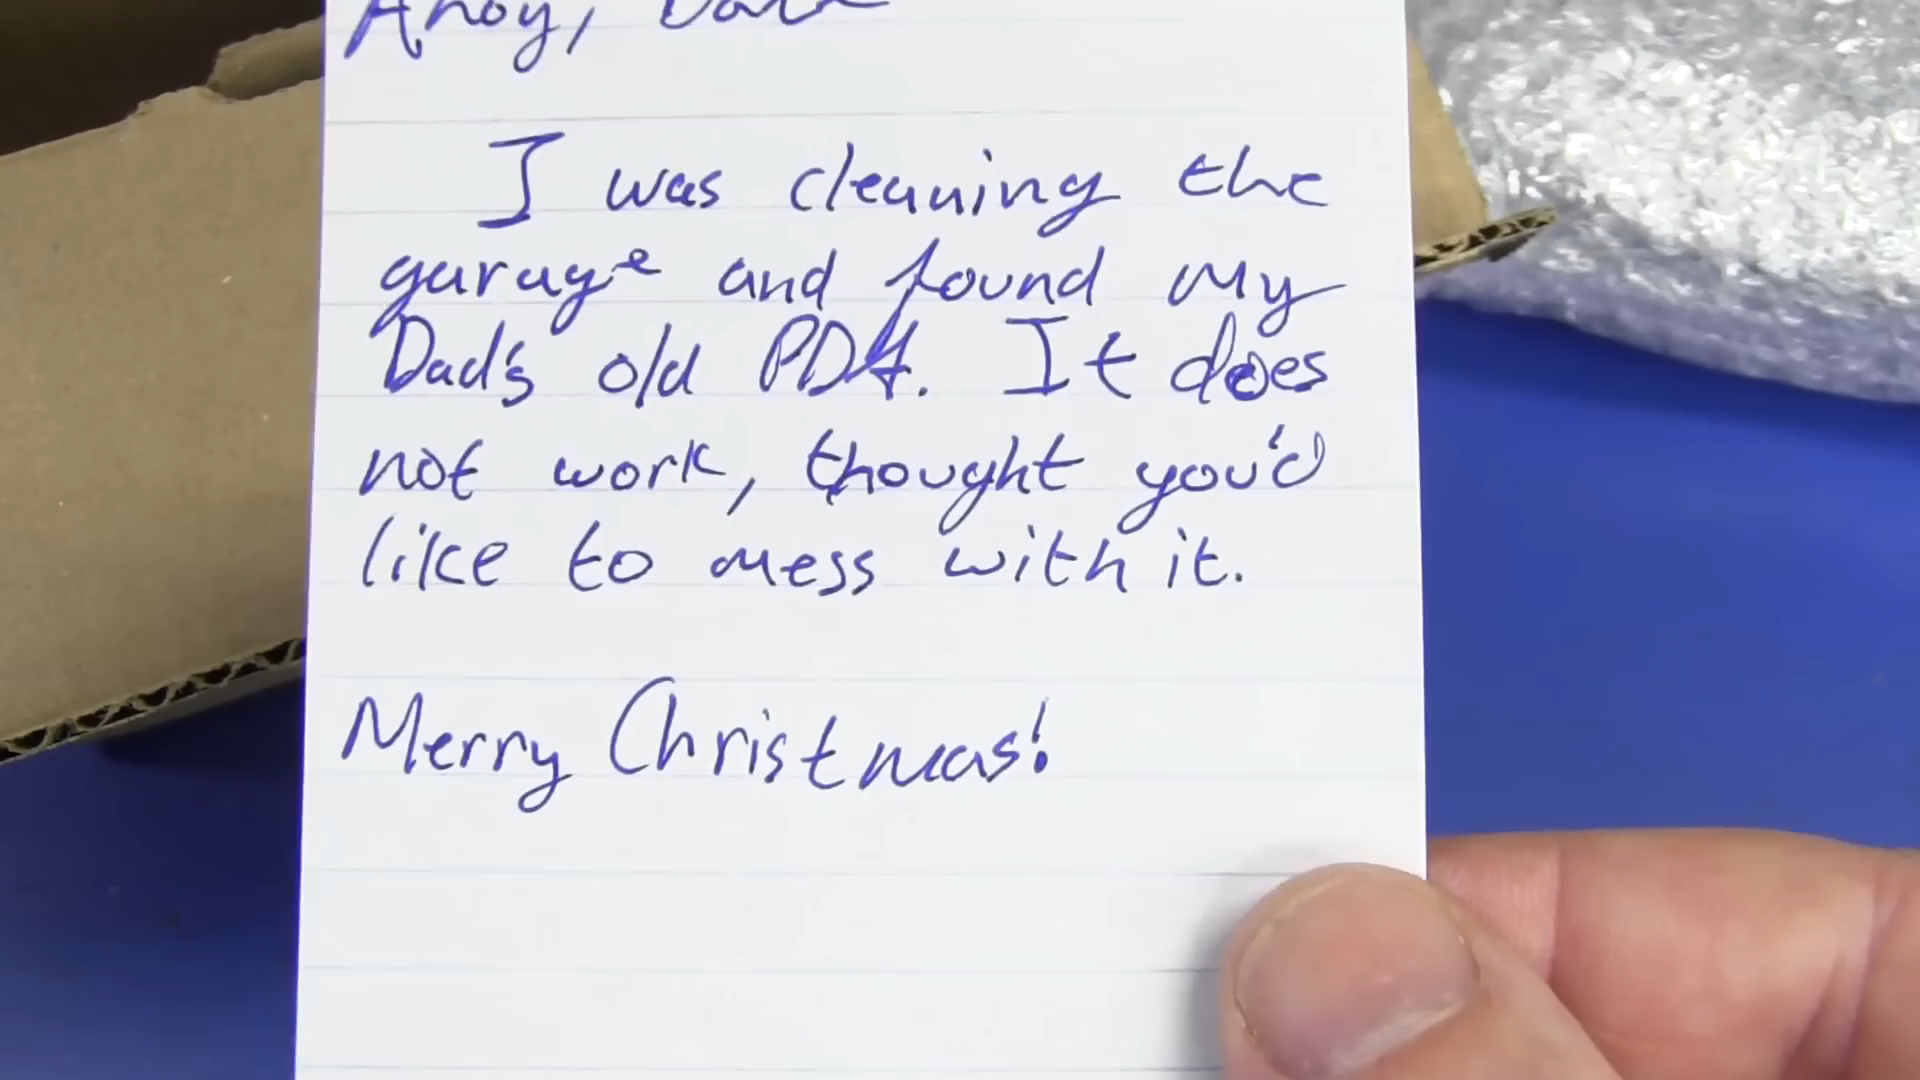 Ahoy,
I was cleaning the
garage and found my
Dad's old PDA. It does
not work, thought you'd
like to mess with it.
Merry Christmas!